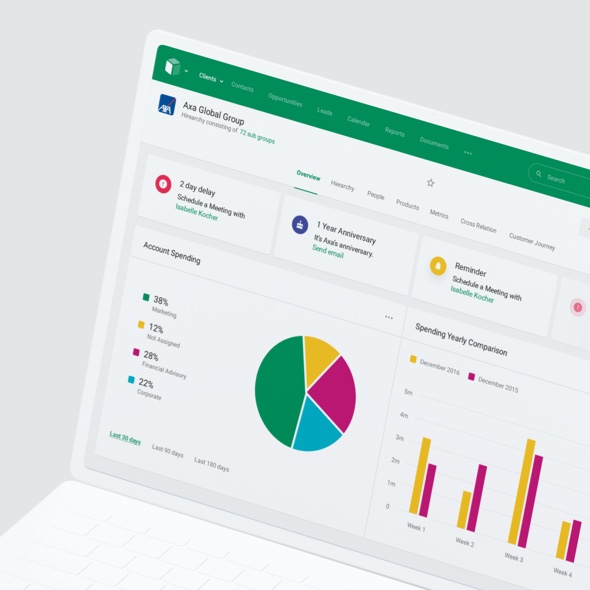 Clients
Contacts
Opportunities
Leads
Calendar
Reports
Documents
Search
AXA
Axa Global Group
Hirearchy consisting of 72 sub groups
Overview
Hierarchy
People
Products
Metrics
Cross Relation
Customer Journey
2 day delay
Schedule a Meeting with
Isabelle Kocher
1 Year Anniversary
It's Axa's anniversary.
Send email
Reminder
Schedule a Meeting with
Isabelle Kocher
Account Spending
38%
Marketing
12%
Not Assigned
28%
Financial Advisory
22%
Corporate
Last 30 days
Last 90 days
Last 180 days
Spending Yearly Comparison
December 2016
December 2015
5m
4m
3m
2m
1m
0
Week 1
Week 2
Week 3
Week 4